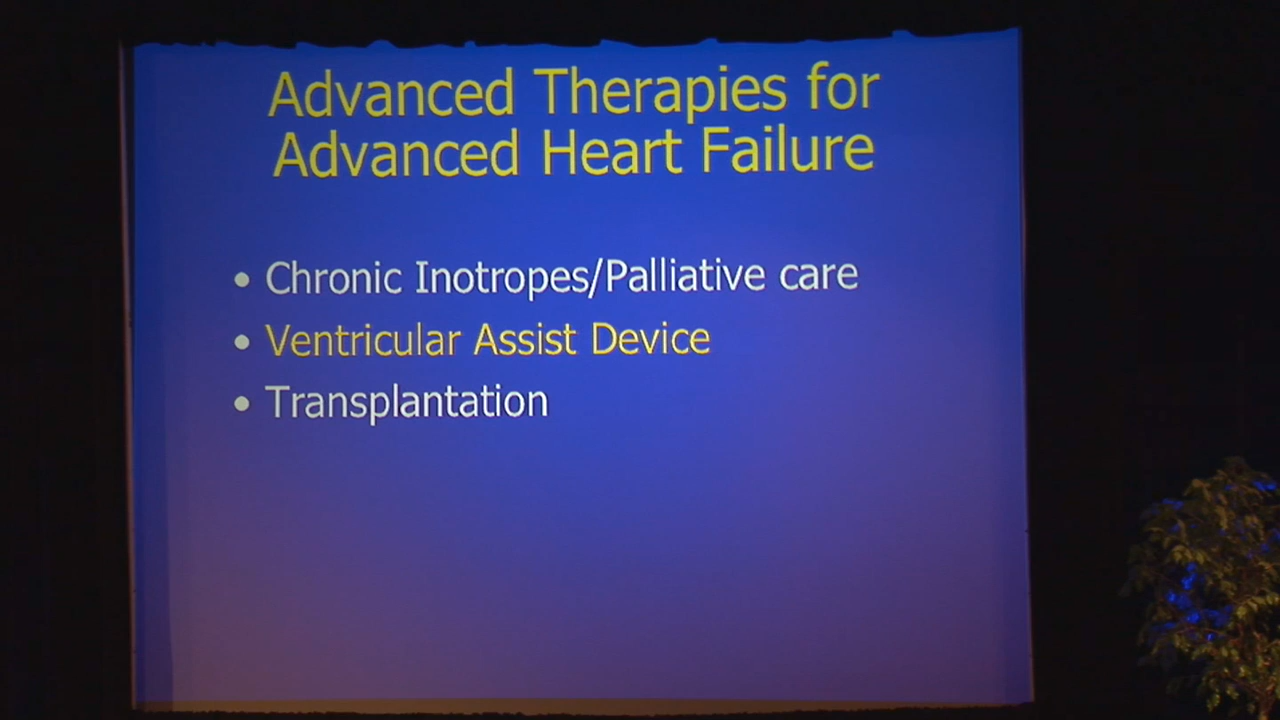 Advanced Therapies for
Advanced Heart Failure
• Chronic Inotropes/Palliative care
• Ventricular Assist Device
• Transplantation